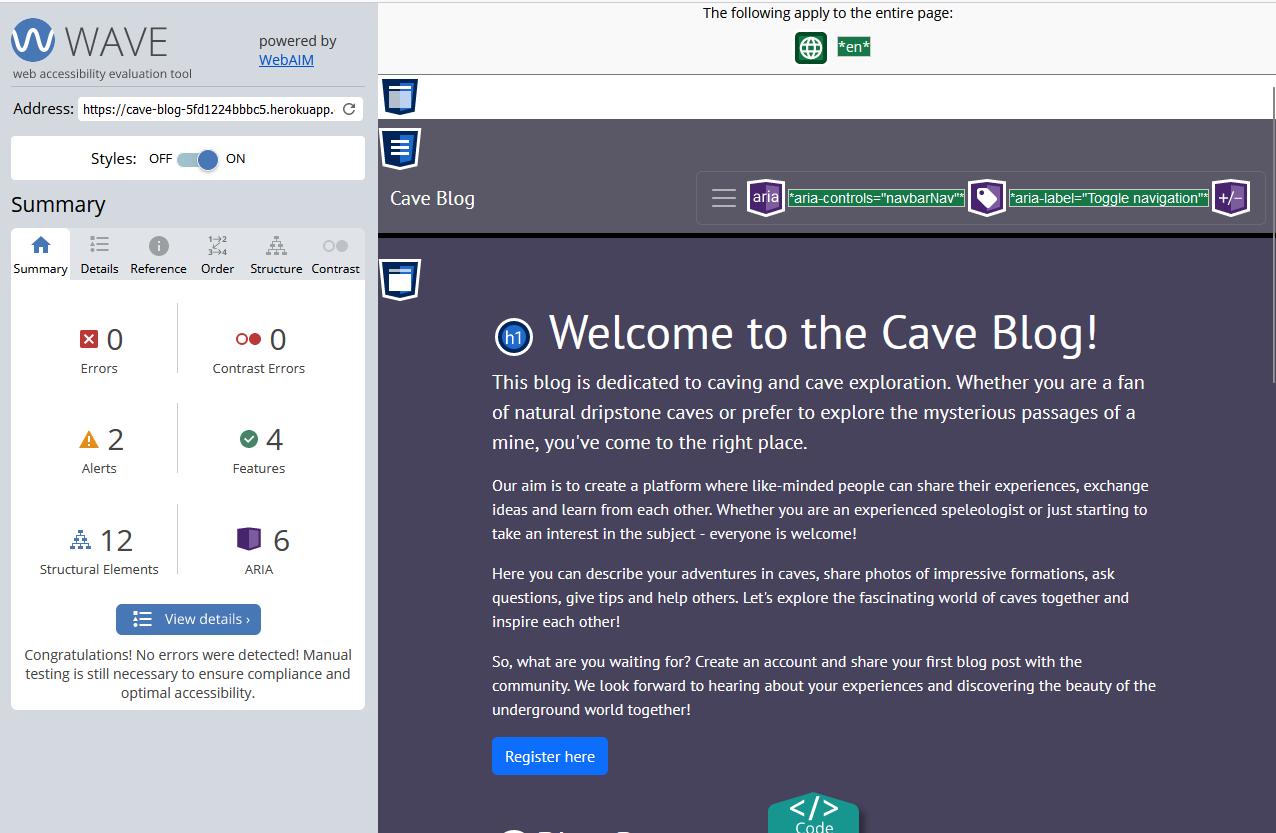 WAVE
powered by
WebAIM
web accessibility evaluation tool
Address: https://cave-blog-5fd1224bbbc5.herokuapp.
Styles: OFF ON
Summary
Summary Details Reference Order Structure Contrast
0 Errors
0 Contrast Errors
2 Alerts
4 Features
12 Structural Elements
6 ARIA
View details ›
Congratulations! No errors were detected! Manual
testing is still necessary to ensure compliance and
optimal accessibility.
The following apply to the entire page:
*en*
Cave Blog
aria *aria-controls="navbarNav"* *aria-label="Toggle navigation"* +/-
h1 Welcome to the Cave Blog!
This blog is dedicated to caving and cave exploration. Whether you are a fan
of natural dripstone caves or prefer to explore the mysterious passages of a
mine, you've come to the right place.
Our aim is to create a platform where like-minded people can share their experiences, exchange
ideas and learn from each other. Whether you are an experienced speleologist or just starting to
take an interest in the subject - everyone is welcome!
Here you can describe your adventures in caves, share photos of impressive formations, ask
questions, give tips and help others. Let's explore the fascinating world of caves together and
inspire each other!
So, what are you waiting for? Create an account and share your first blog post with the
community. We look forward to hearing about your experiences and discovering the beauty of the
underground world together!
Register here
</>
Code